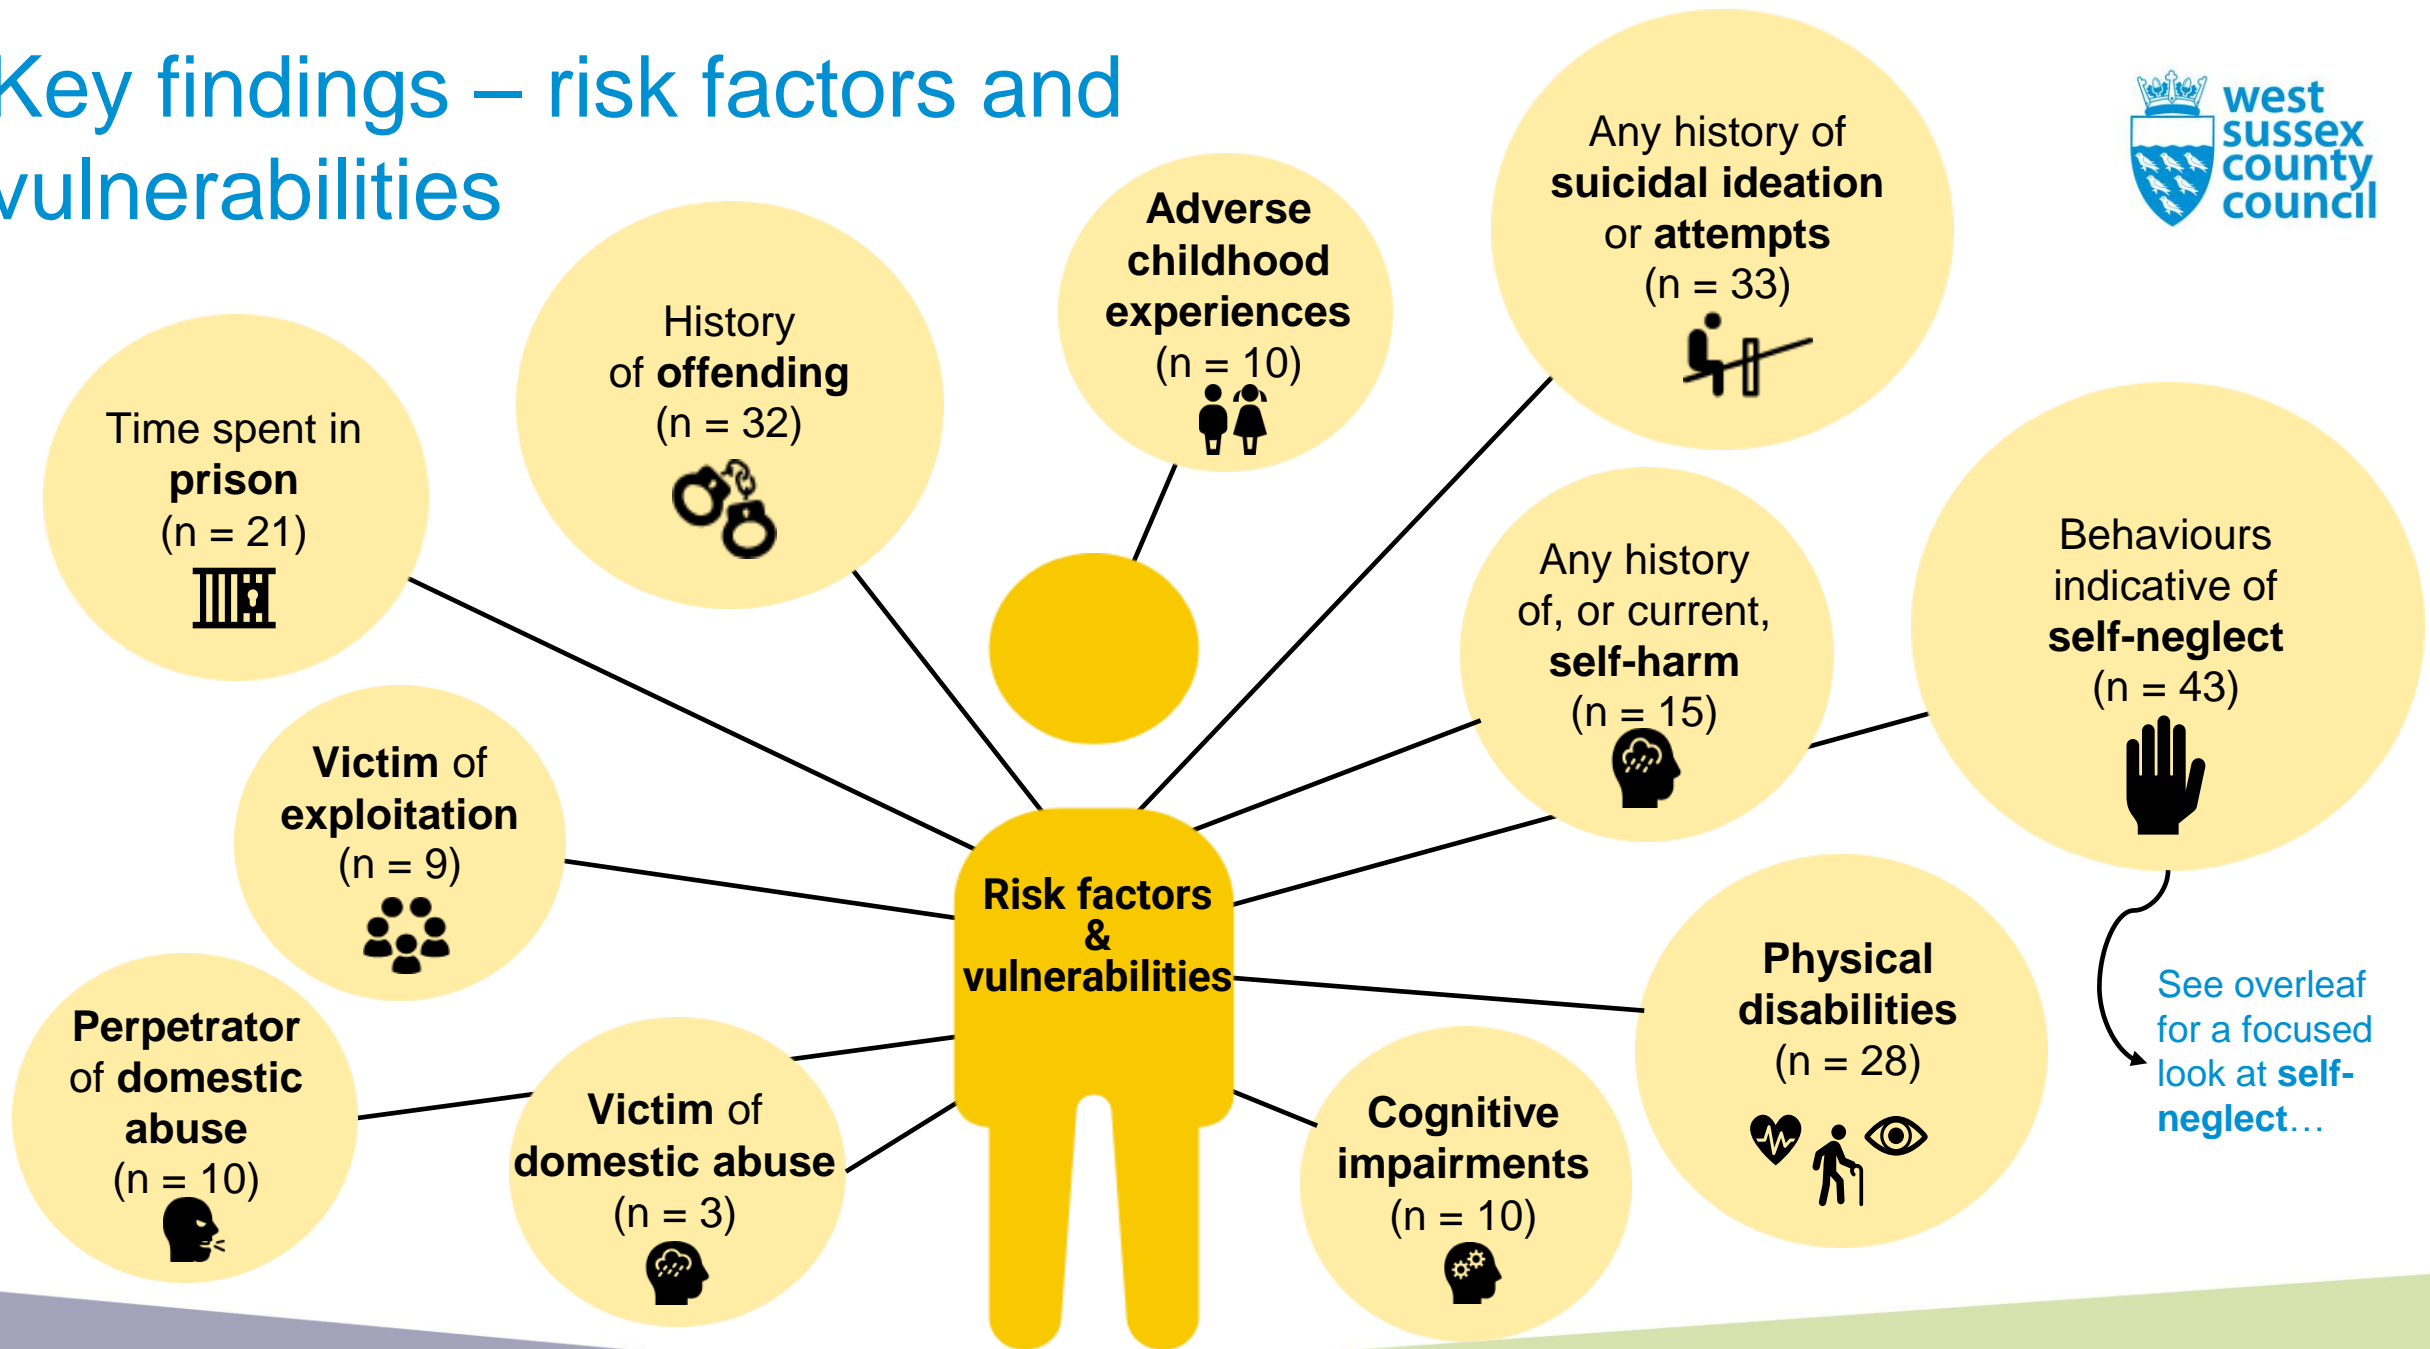 Key findings – risk factors and
vulnerabilities
west
sussex
county
council
Time spent in
prison
(n = 21)
History
of offending
(n = 32)
Adverse
childhood
experiences
(n = 10)
Any history of
suicidal ideation
or attempts
(n = 33)
Any history
of, or current,
self-harm
(n = 15)
Behaviours
indicative of
self-neglect
(n = 43)
Victim of
exploitation
(n = 9)
Risk factors
&
vulnerabilities
Perpetrator
of domestic
abuse
(n = 10)
Victim of
domestic abuse
(n = 3)
Cognitive
impairments
(n = 10)
Physical
disabilities
(n = 28)
See overleaf
for a focused
look at self-
neglect…